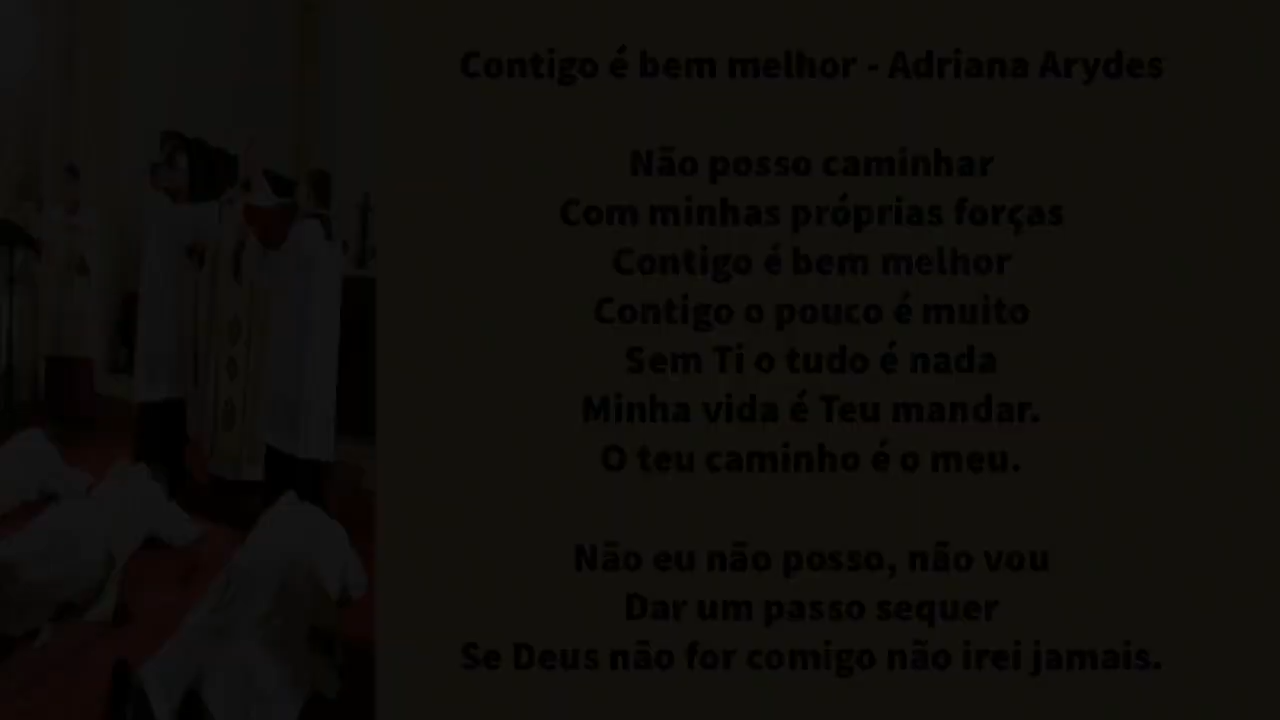 Contigo é bem melhor - Adriana Arydes
Não posso caminhar
Com minhas próprias forças
Contigo é bem melhor
Contigo o pouco é muito
Sem Ti o tudo é nada
Minha vida é Teu mandar.
O teu caminho é o meu.
Não eu não posso, não vou
Dar um passo sequer
Se Deus não for comigo não irei jamais.